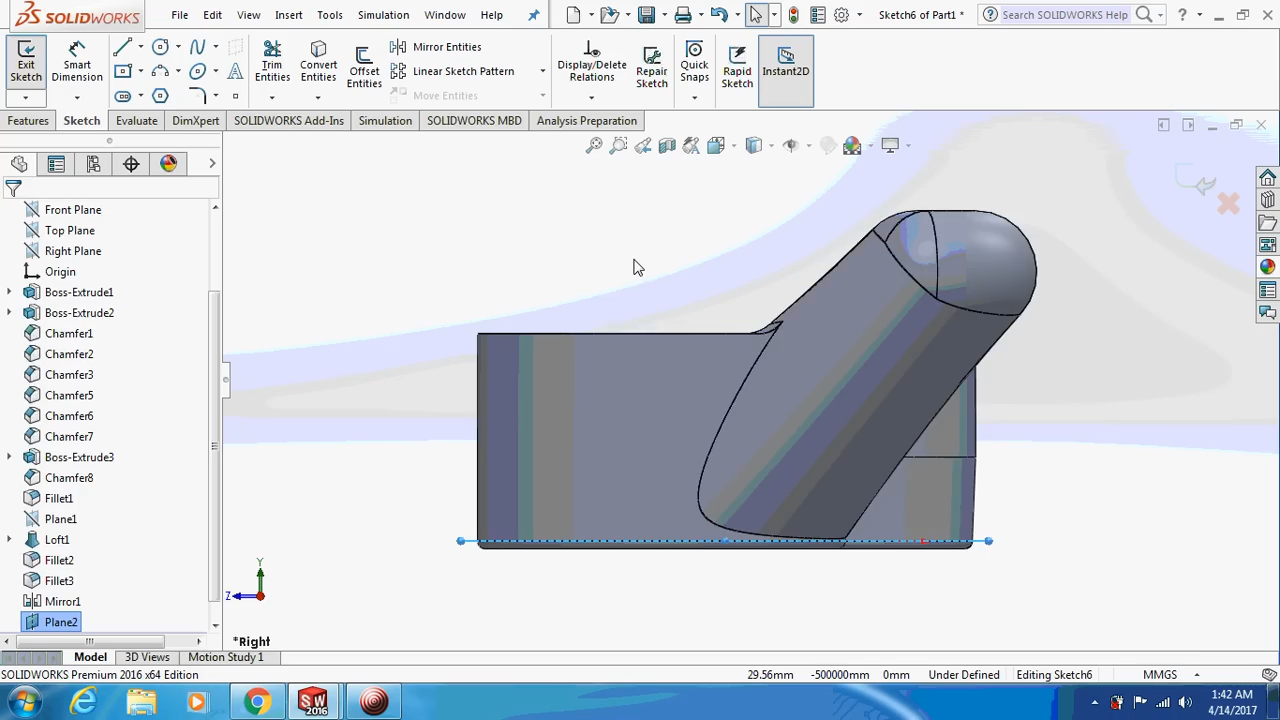 SOLIDWORKS File Edit View Insert Tools Simulation Window Help Sketch6 of Part1 * Search SOLIDWORKS Help
Exit Sketch Smart Dimension Trim Entities Convert Entities Offset Entities Mirror Entities Linear Sketch Pattern Move Entities Display/Delete Relations Repair Sketch Quick Snaps Rapid Sketch Instant2D
Features Sketch Evaluate DimXpert SOLIDWORKS Add-Ins Simulation SOLIDWORKS MBD Analysis Preparation
Front Plane
Top Plane
Right Plane
Origin
Boss-Extrude1
Boss-Extrude2
Chamfer1
Chamfer2
Chamfer3
Chamfer5
Chamfer6
Chamfer7
Boss-Extrude3
Chamfer8
Fillet1
Plane1
Loft1
Fillet2
Fillet3
Mirror1
Plane2
Y
Z
*Right
Model 3D Views Motion Study 1
SOLIDWORKS Premium 2016 x64 Edition 29.56mm -500000mm 0mm Under Defined Editing Sketch6 MMGS
SW 2016
1:42 AM
4/14/2017